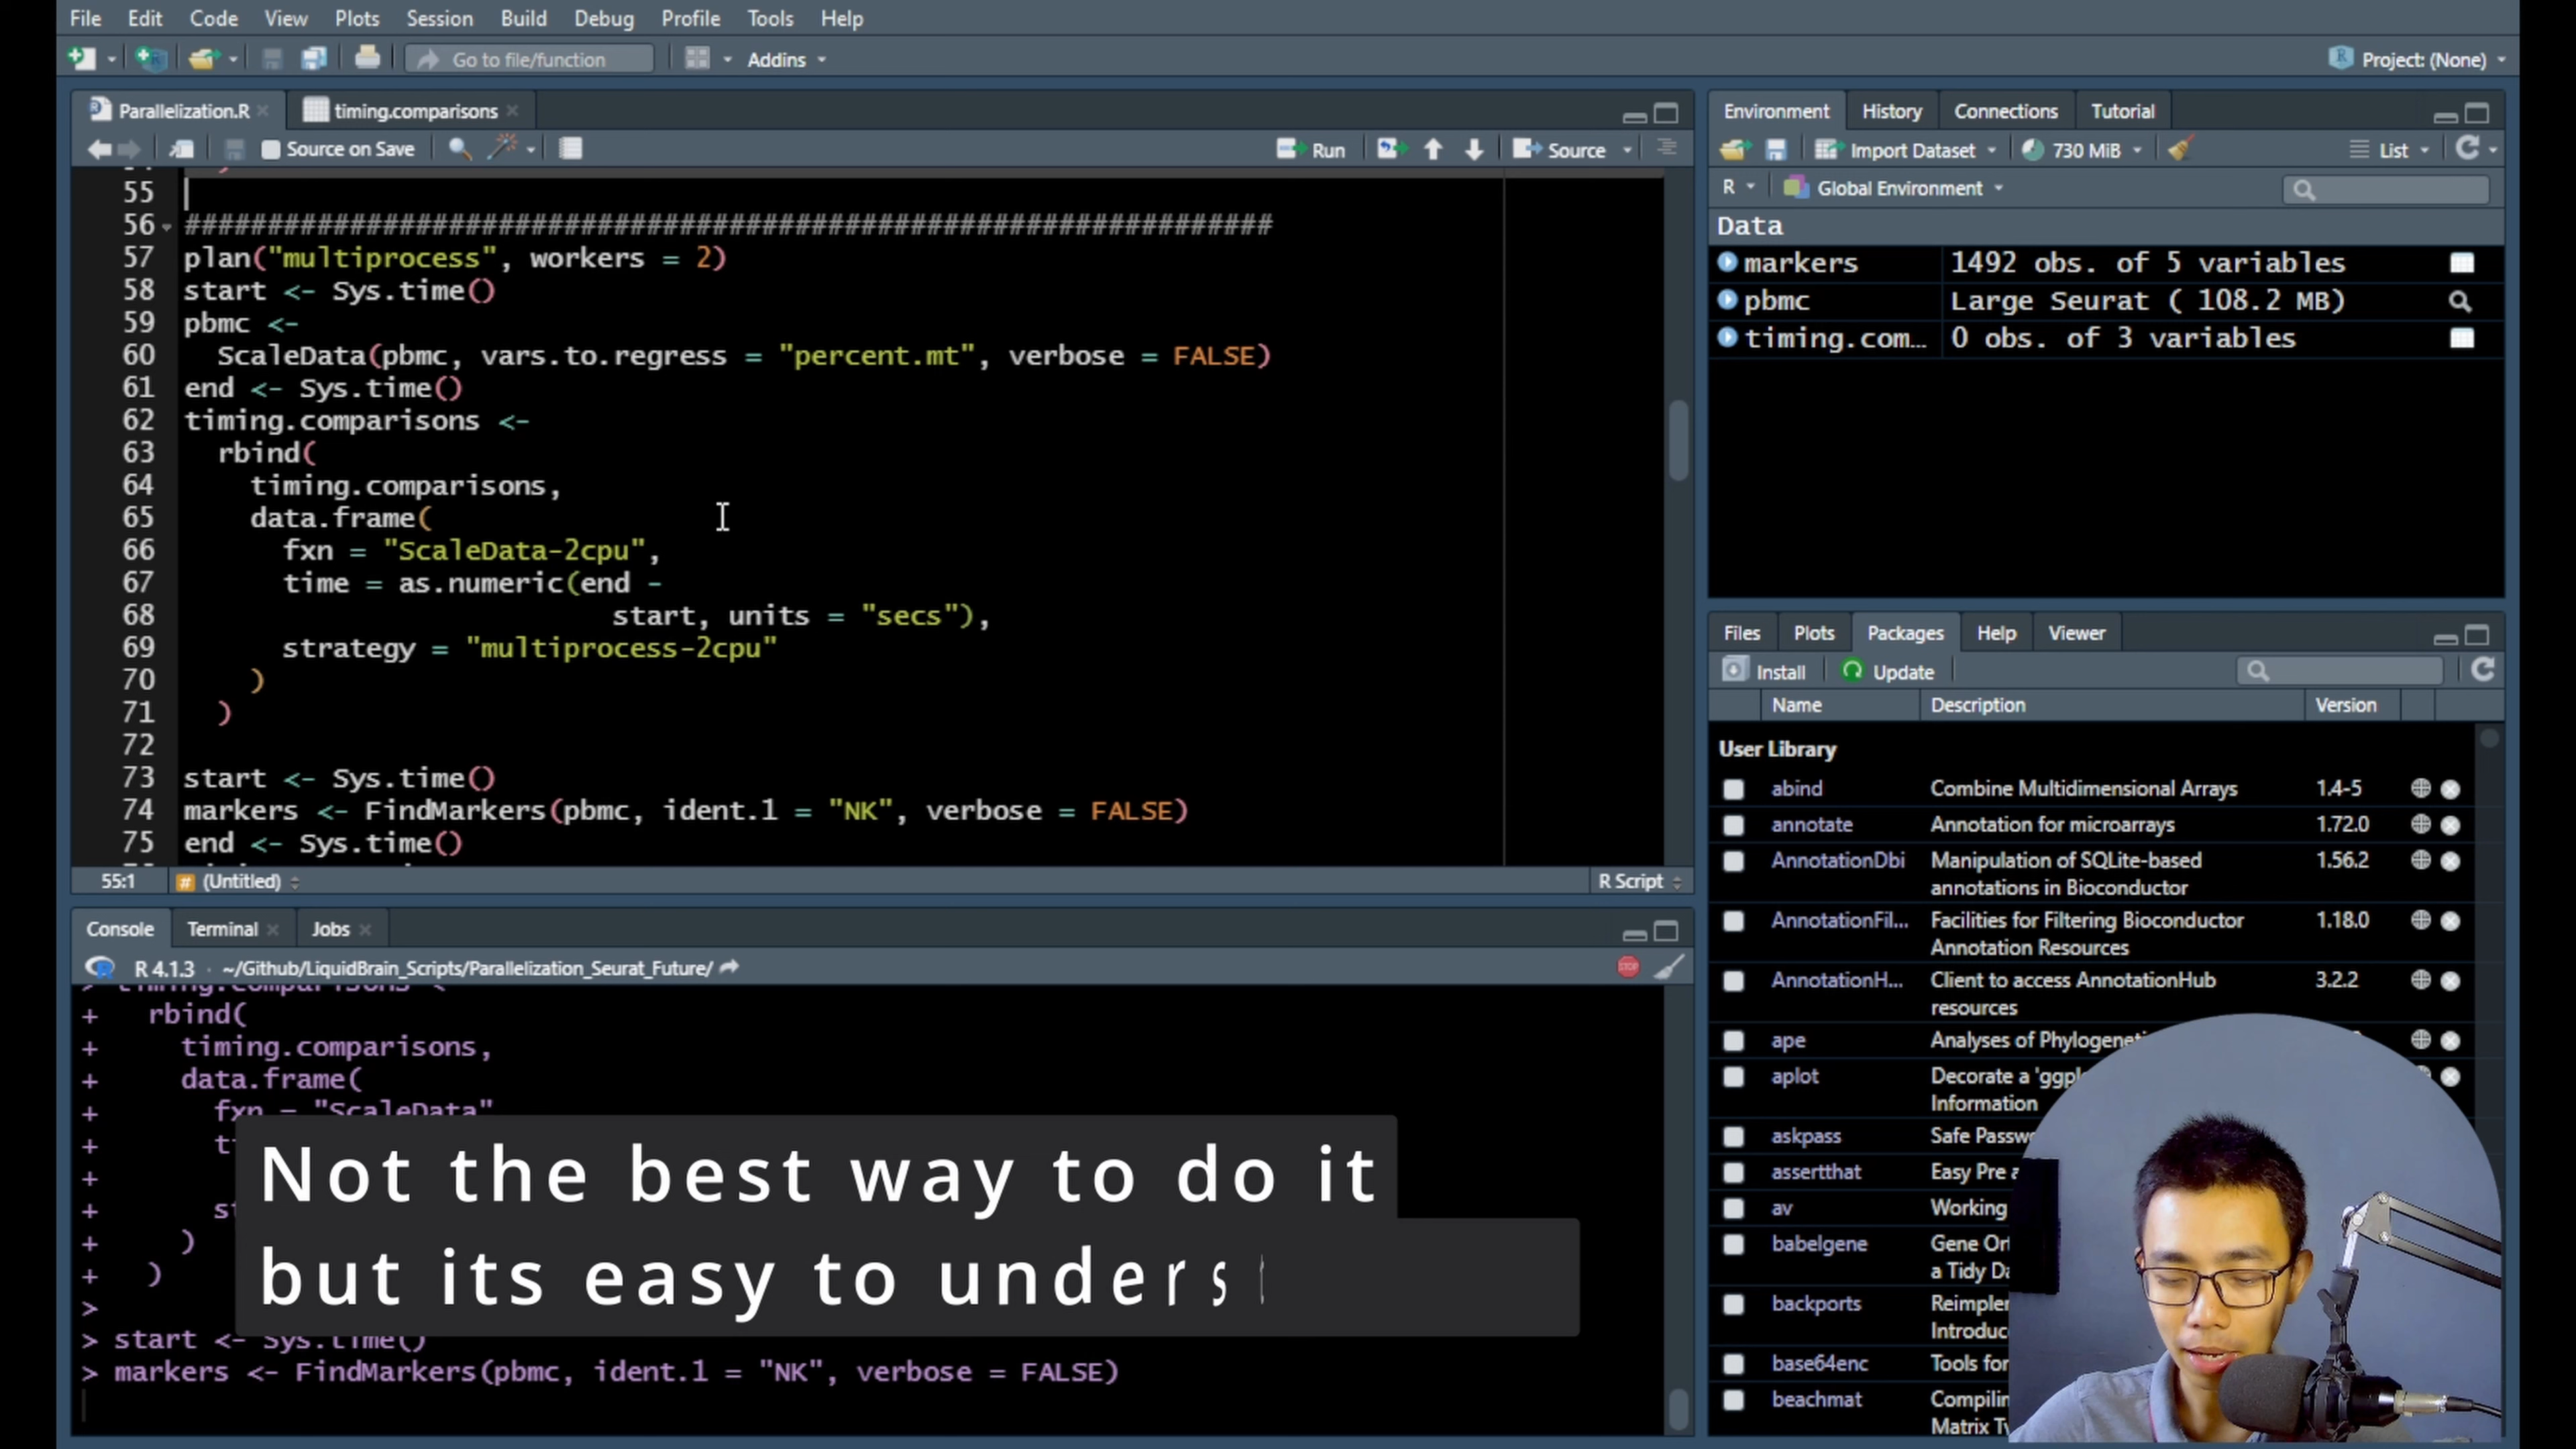 File Edit Code View Plots Session Build Debug Profile Tools Help
Go to file/function Addins Project: (None)
Parallelization.R timing.comparisons
Source on Save Run Source
55
56 ##################################################################
57 plan("multiprocess", workers = 2)
58 start <- Sys.time()
59 pbmc <-
60 ScaleData(pbmc, vars.to.regress = "percent.mt", verbose = FALSE)
61 end <- Sys.time()
62 timing.comparisons <-
63 rbind(
64 timing.comparisons,
65 data.frame(
66 fxn = "ScaleData-2cpu",
67 time = as.numeric(end -
68 start, units = "secs"),
69 strategy = "multiprocess-2cpu"
70 )
71 )
72
73 start <- Sys.time()
74 markers <- FindMarkers(pbmc, ident.1 = "NK", verbose = FALSE)
75 end <- Sys.time()
55:1 # (Untitled) R Script
Console Terminal Jobs
R 4.1.3 · ~/Github/LiquidBrain_Scripts/Parallelization_Seurat_Future/
> timing.comparisons <
+ rbind(
+ timing.comparisons,
+ data.frame(
+ fxn = "ScaleData"
+
+
+
+ )
+ )
>
> start <- Sys.time()
> markers <- FindMarkers(pbmc, ident.1 = "NK", verbose = FALSE)
Not the best way to do it
but its easy to underst
Environment History Connections Tutorial
Import Dataset 730 MiB List
R Global Environment
Data
markers 1492 obs. of 5 variables
pbmc Large Seurat ( 108.2 MB)
timing.com… 0 obs. of 3 variables
Files Plots Packages Help Viewer
Install Update
Name Description Version
User Library
abind Combine Multidimensional Arrays 1.4-5
annotate Annotation for microarrays 1.72.0
AnnotationDbi Manipulation of SQLite-based 1.56.2
annotations in Bioconductor
AnnotationFil... Facilities for Filtering Bioconductor 1.18.0
Annotation Resources
AnnotationH... Client to access AnnotationHub 3.2.2
resources
ape Analyses of Phylogenet
aplot Decorate a 'ggpl
Information
askpass Safe Passw
assertthat Easy Pre a
av Working
babelgene Gene Ort
a Tidy Da
backports Reimplem
Introduc
base64enc Tools for
beachmat Compilin
Matrix Ty